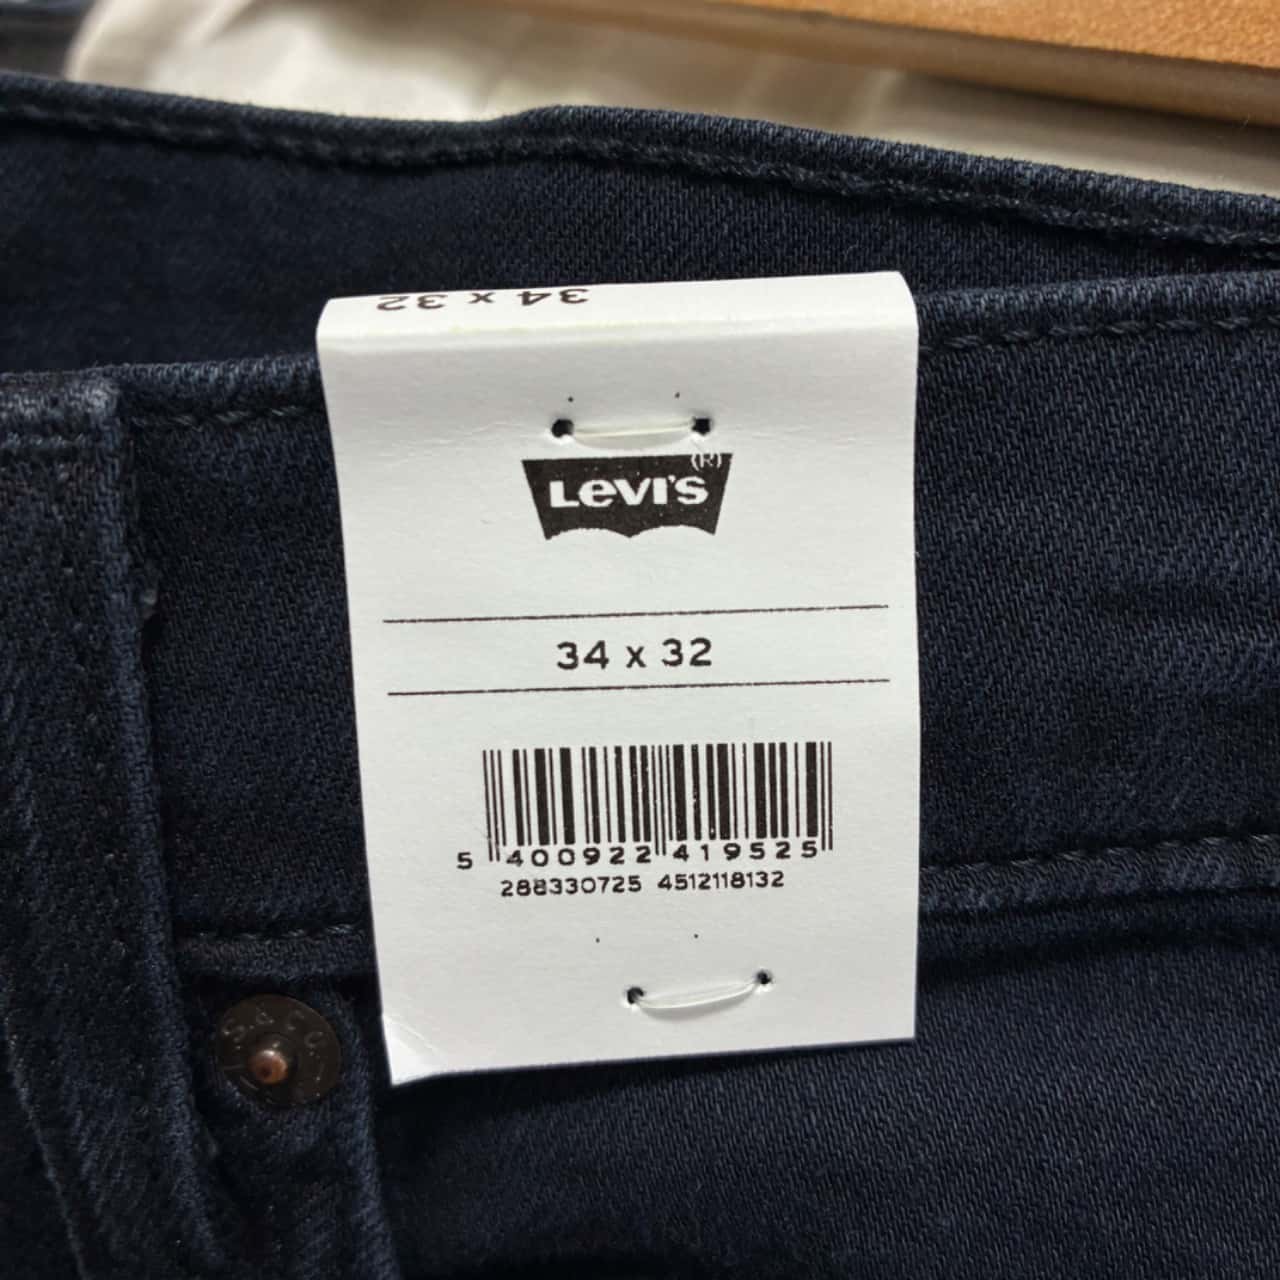 34 x 32
Levi's (R)
34 x 32
5 400922 419525
288330725 4512118132